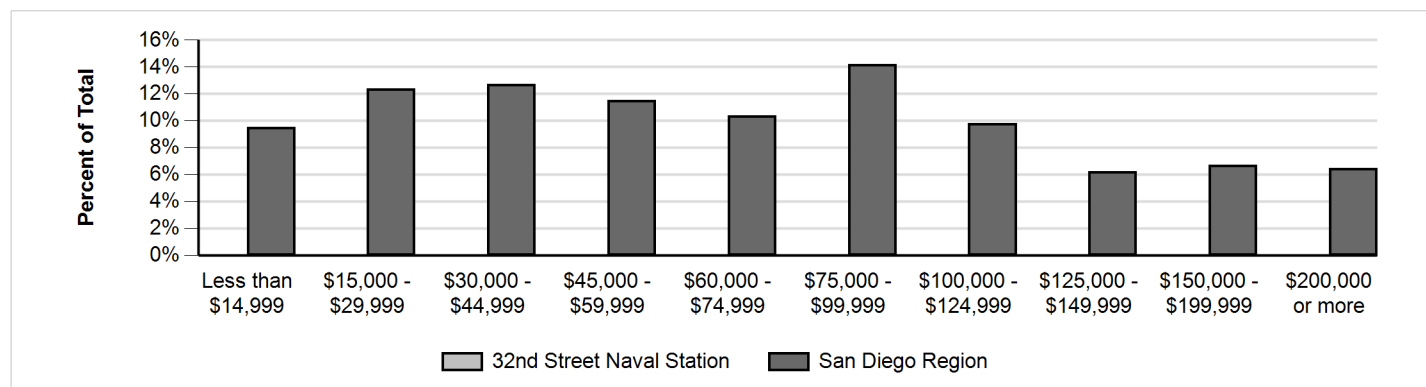 Percent of Total
16%
14%
12%
10%
8%
6%
4%
2%
0%
Less than $15,000 - $30,000 - $45,000 - $60,000 - $75,000 - $100,000 - $125,000 - $150,000 - $200,000
$14,999 $29,999 $44,999 $59,999 $74,999 $99,999 $124,999 $149,999 $199,999 or more
32nd Street Naval Station San Diego Region